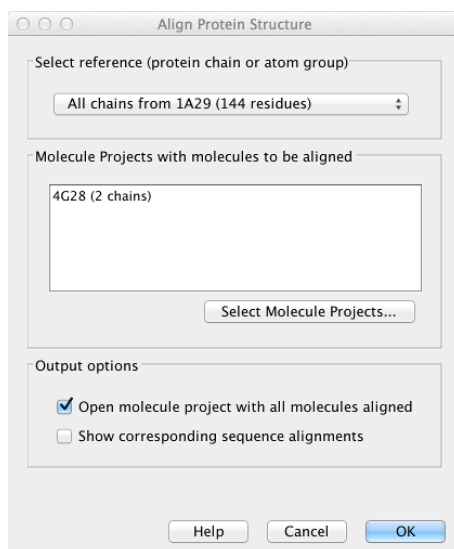 Align Protein Structure
Select reference (protein chain or atom group)
All chains from 1A29 (144 residues)
Molecule Projects with molecules to be aligned
4G28 (2 chains)
Select Molecule Projects...
Output options
Open molecule project with all molecules aligned
Show corresponding sequence alignments
Help Cancel OK